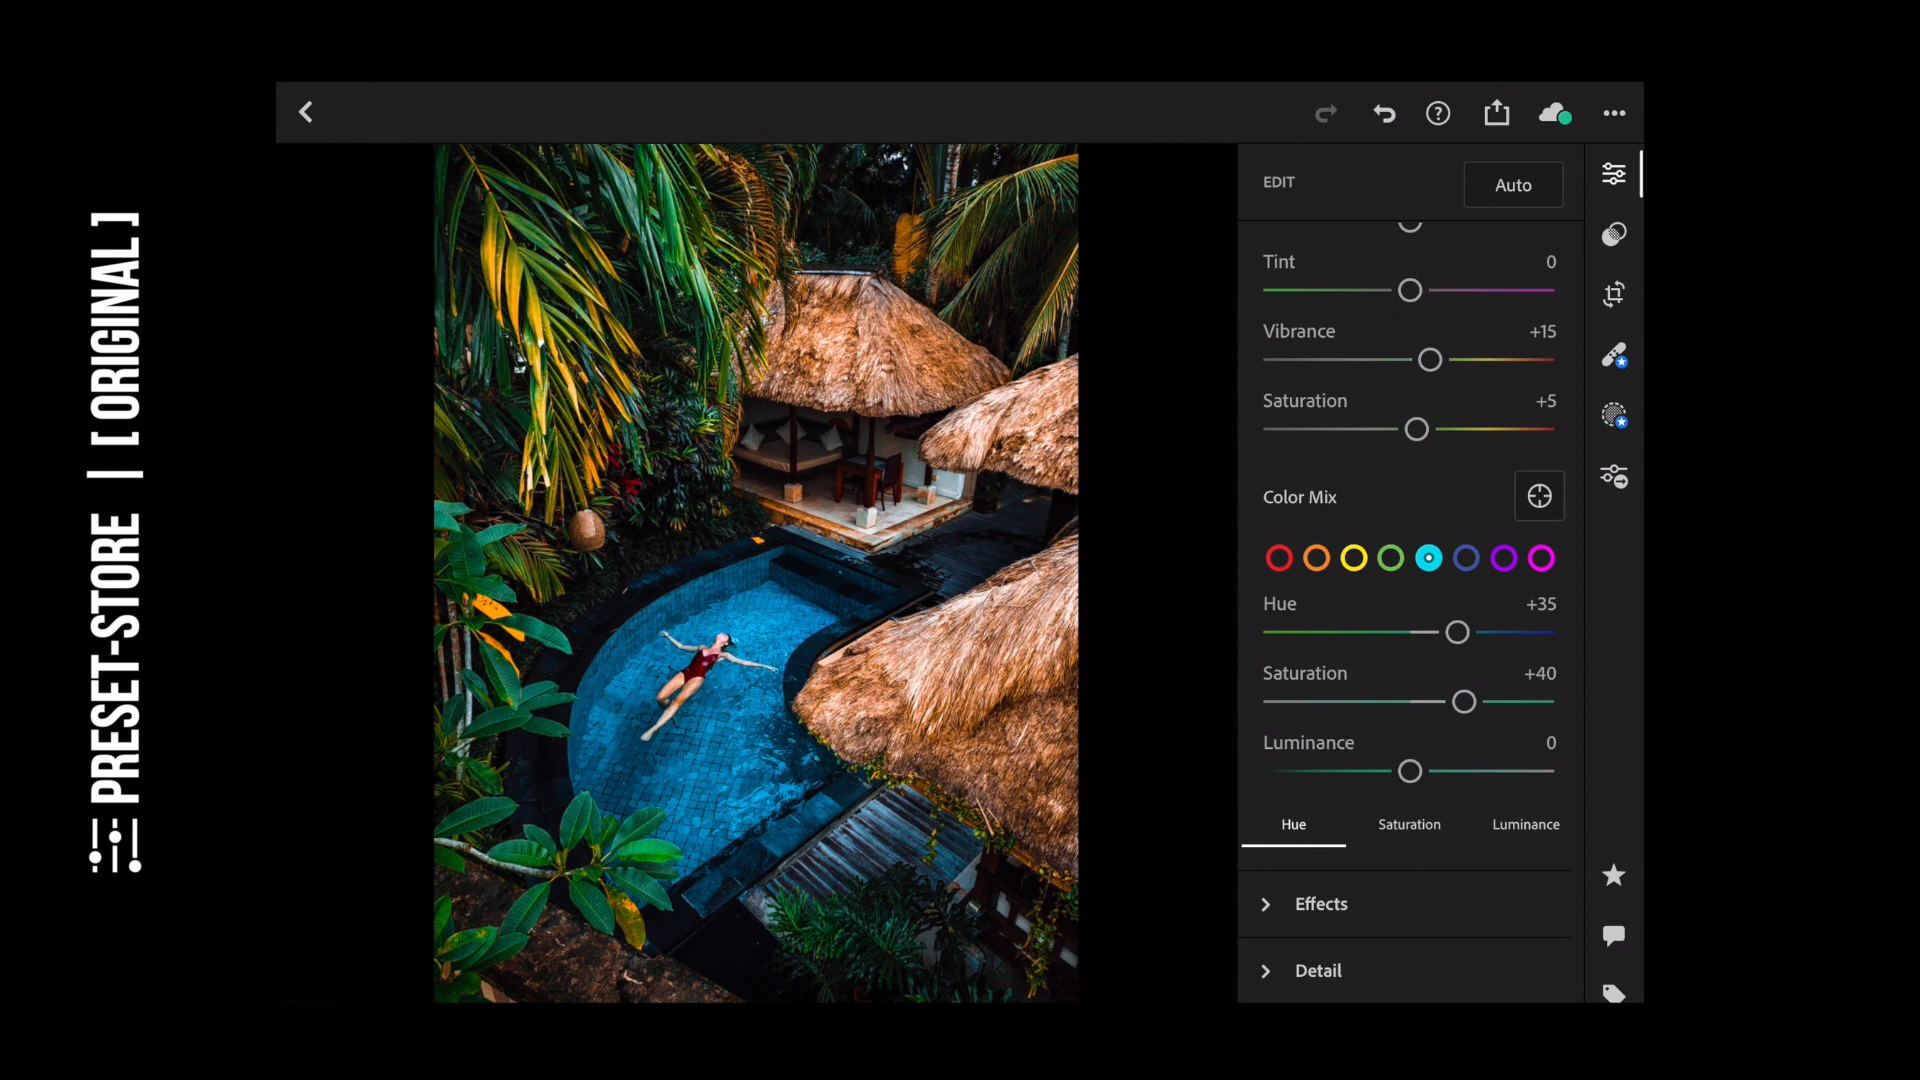 PRESET-STORE | [ORIGINAL]
EDIT
Auto
Tint 0
Vibrance +15
Saturation +5
Color Mix
Hue +35
Saturation +40
Luminance 0
Hue Saturation Luminance
Effects
Detail